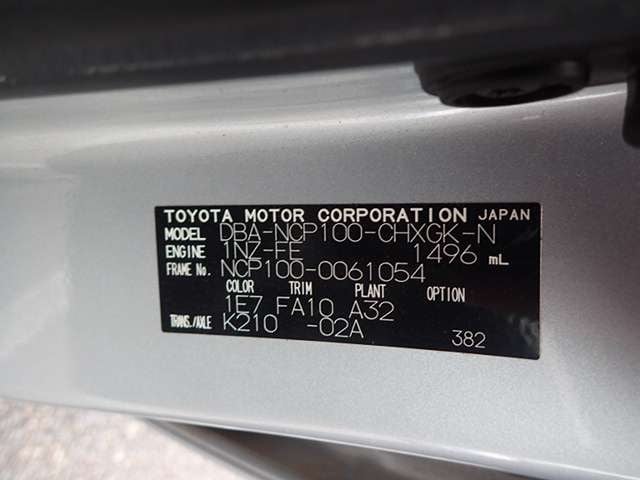 TOYOTA MOTOR CORPORATION JAPAN
MODEL DBA-NCP100-CHXGK-N
ENGINE 1NZ-FE 1496 mL
FRAME No. NCP100-0061054
COLOR TRIM PLANT OPTION
1E7 FA10 A32
TRANS./AXLE K210 -02A
382